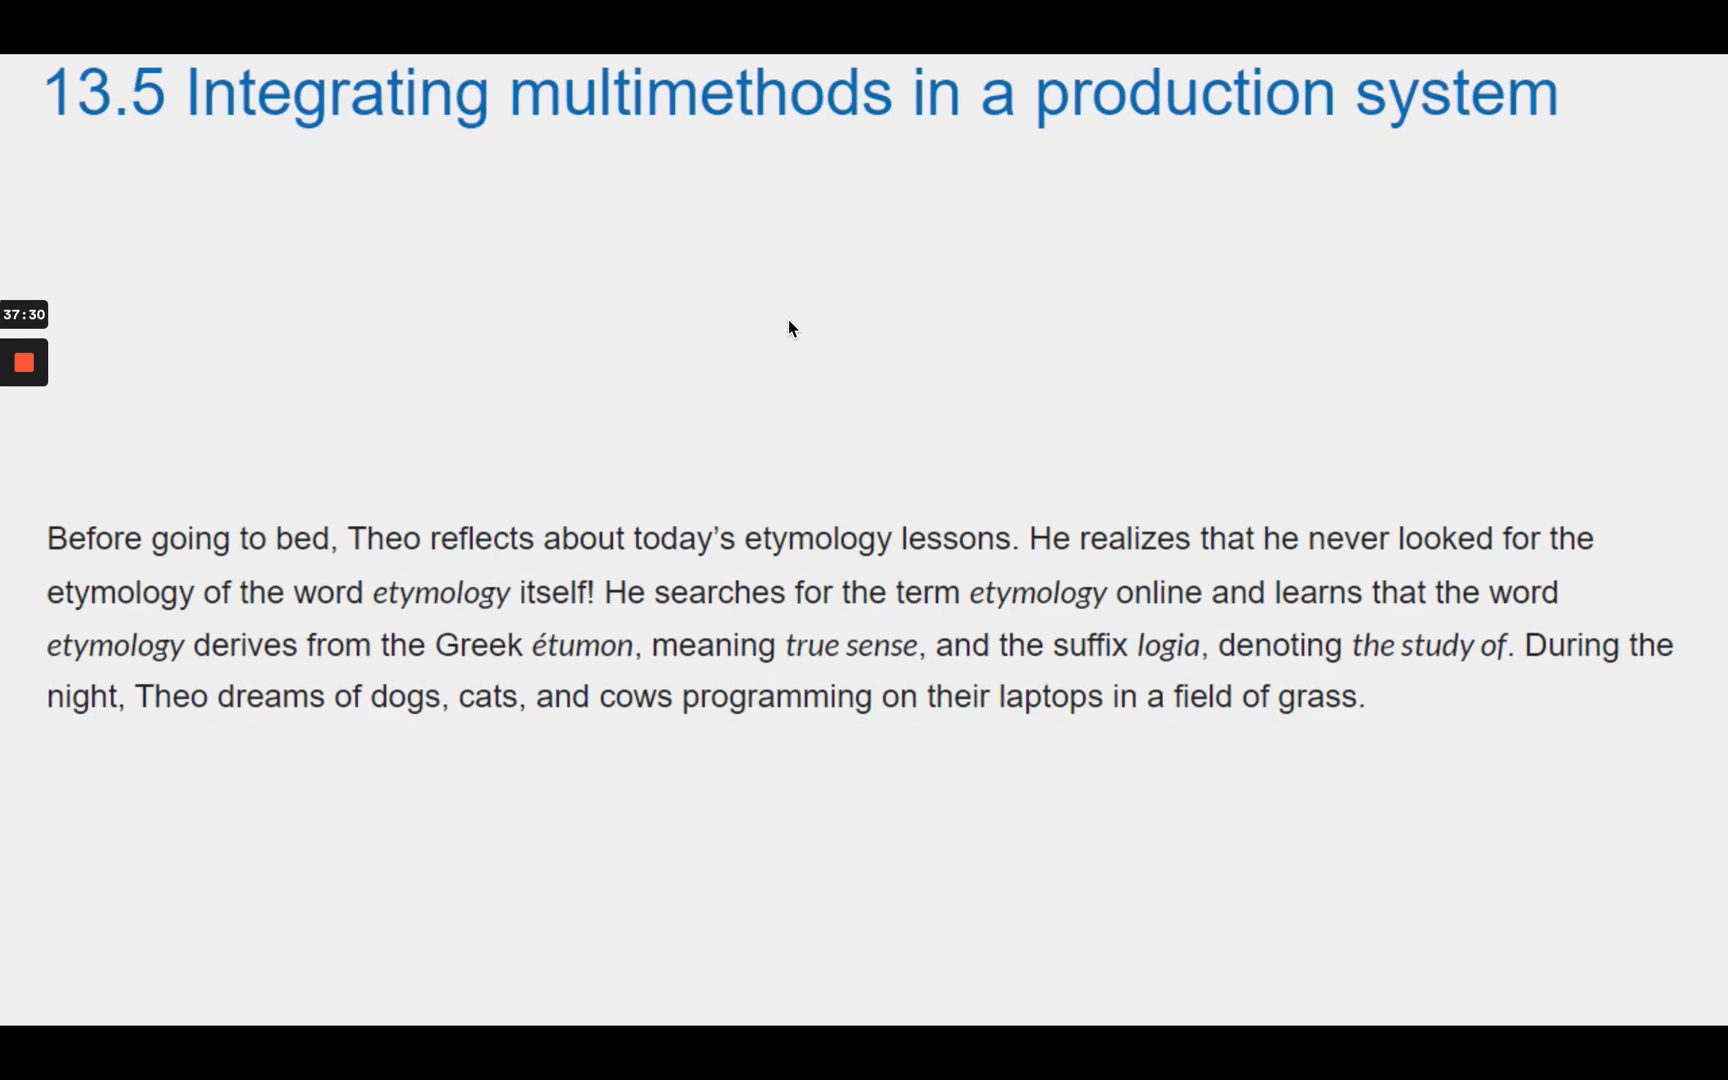 13.5 Integrating multimethods in a production system
37:30
Before going to bed, Theo reflects about today’s etymology lessons. He realizes that he never looked for the
etymology of the word etymology itself! He searches for the term etymology online and learns that the word
etymology derives from the Greek étumon, meaning true sense, and the suffix logia, denoting the study of. During the
night, Theo dreams of dogs, cats, and cows programming on their laptops in a field of grass.